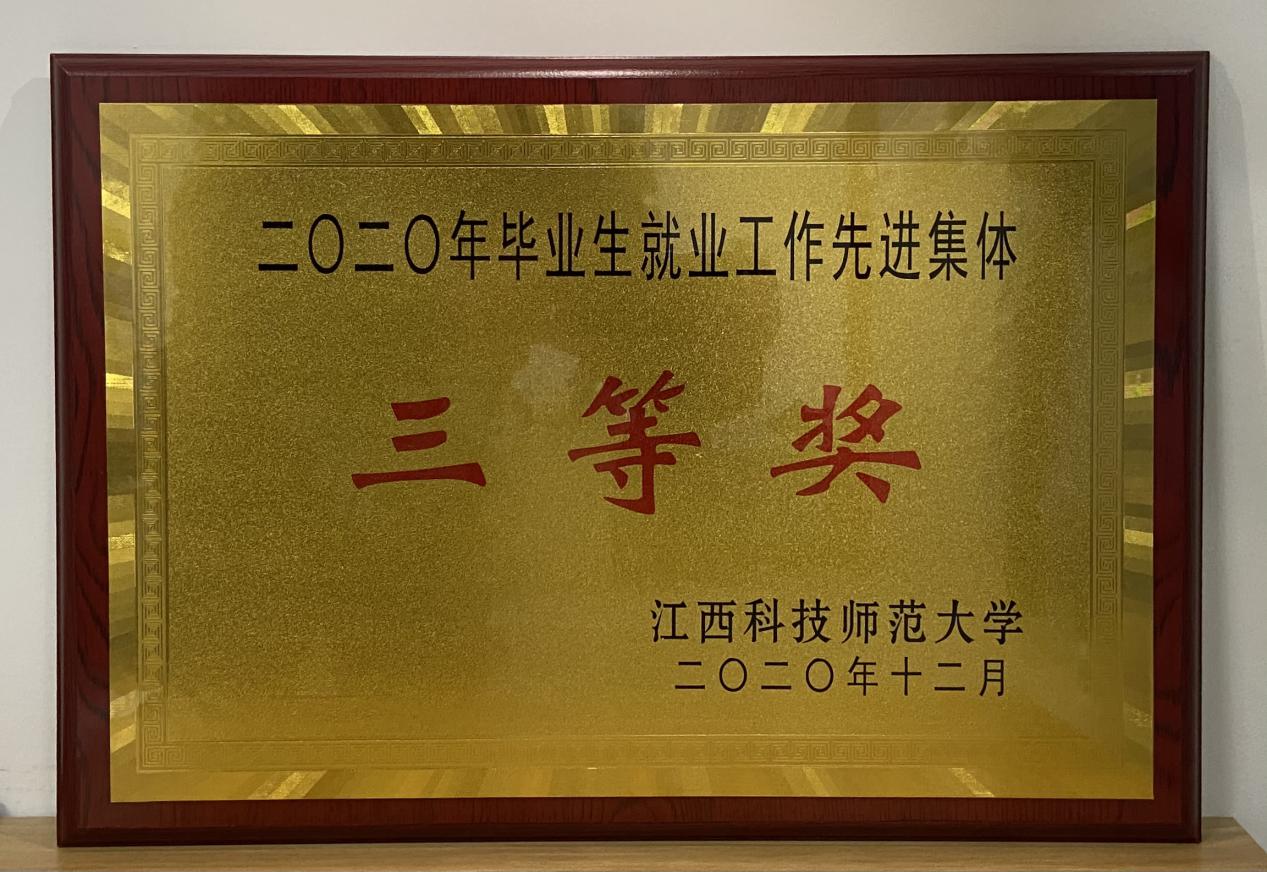 二〇二〇年毕业生就业工作先进集体
三等奖
江西科技师范大学
二〇二〇年十二月